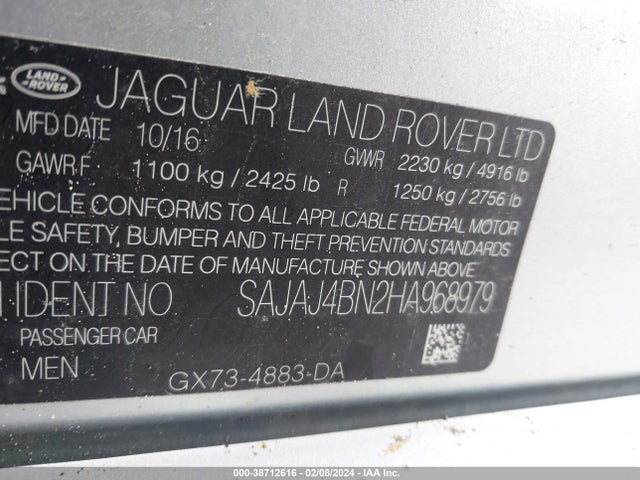 LAND ROVER JAGUAR LAND ROVER LTD
MFD DATE 10/16 GVWR 2230 kg / 4916 lb
GAWR F 1100 kg / 2425 lb R 1250 kg / 2756 lb
EHICLE CONFORMS TO ALL APPLICABLE FEDERAL MOTOR
LE SAFETY, BUMPER AND THEFT PREVENTION STANDARDS
ECT ON THE DATE OF MANUFACTURE SHOWN ABOVE
IDENT NO SAJAJ4BN2HA968979
PASSENGER CAR
MEN GX73-4883-DA
000-38712616 - 02/08/2024 - IAA Inc.